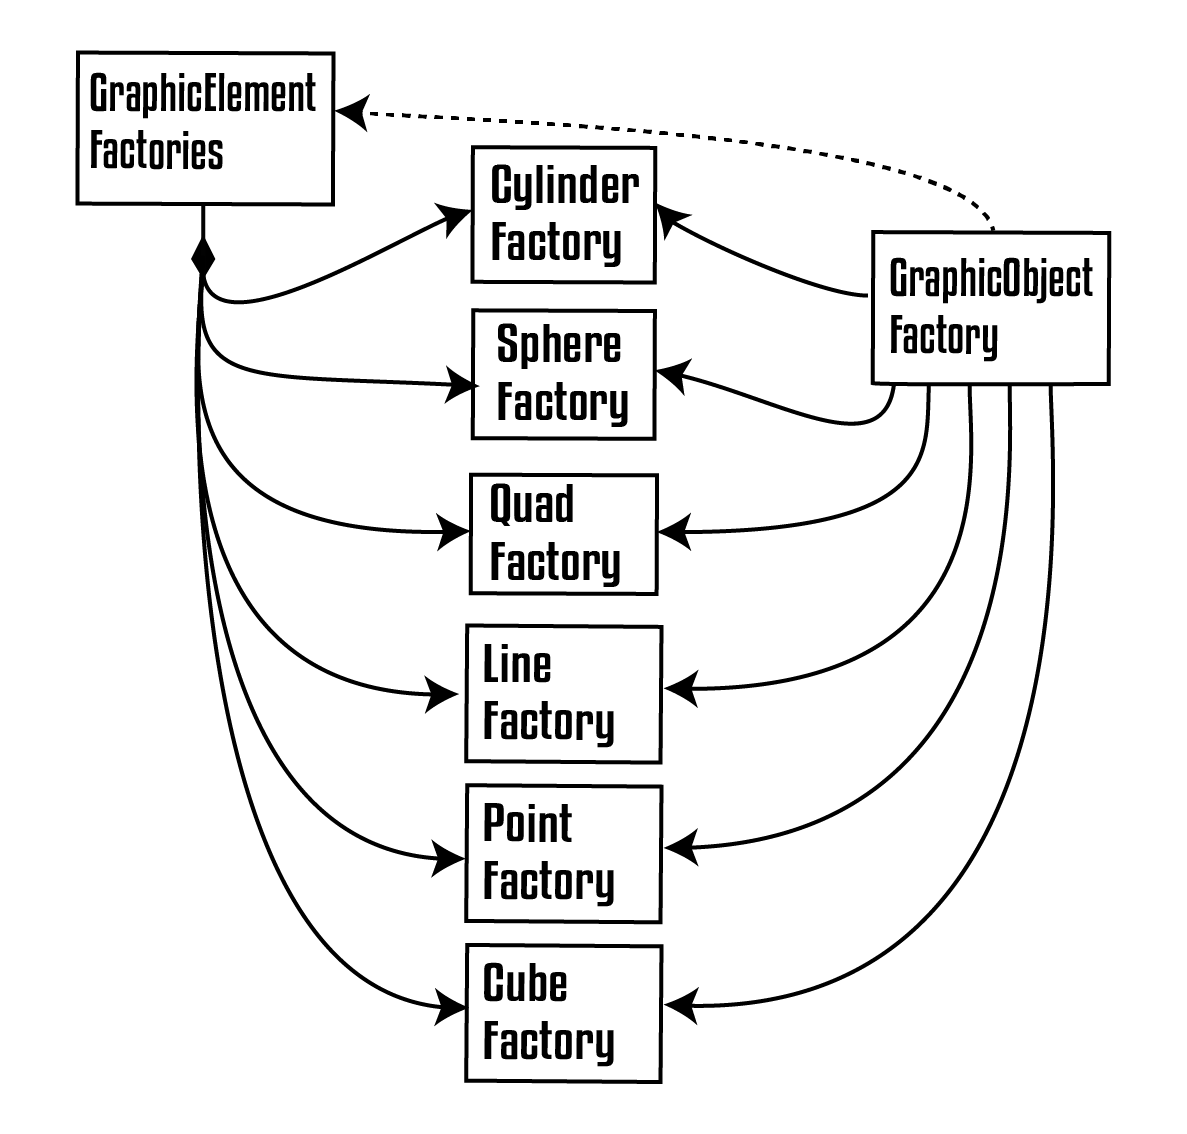 GraphicElement
Factories
Cylinder
Factory
GraphicObject
Factory
Sphere
Factory
Quad
Factory
Line
Factory
Point
Factory
Cube
Factory